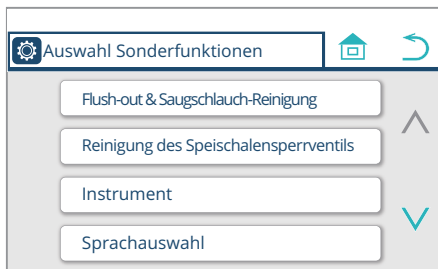 Auswahl Sonderfunktionen
Flush-out & Saugschlauch-Reinigung
Reinigung des Speischalensperrventils
Instrument
Sprachauswahl